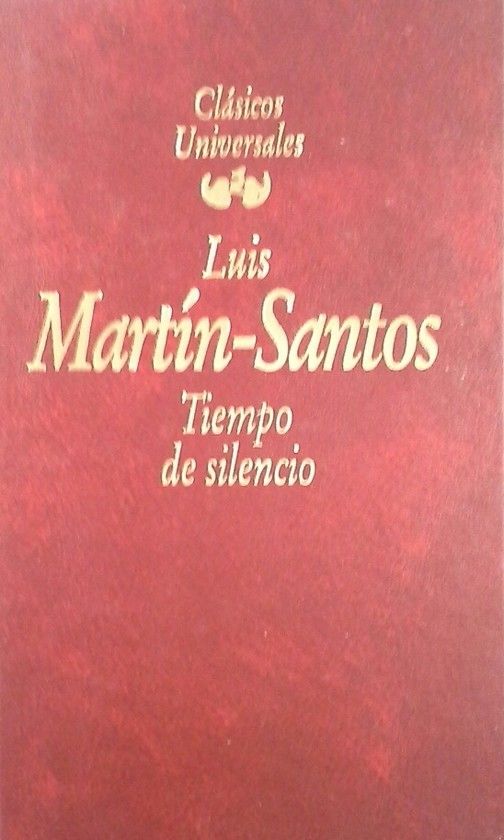 Clásicos
Universales
Luis
Martín-Santos
Tiempo
de silencio